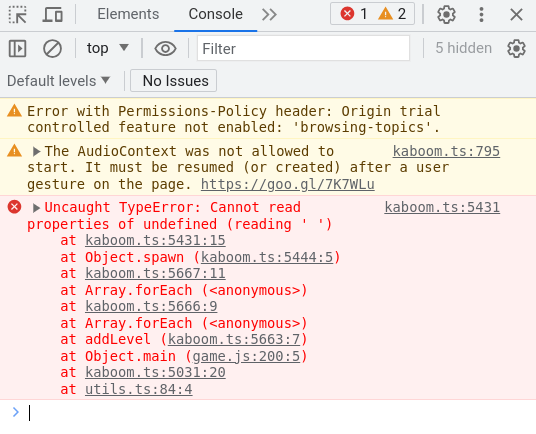 Elements Console 1 2
top Filter 5 hidden
Default levels No Issues
Error with Permissions-Policy header: Origin trial
controlled feature not enabled: 'browsing-topics'.
The AudioContext was not allowed to kaboom.ts:795
start. It must be resumed (or created) after a user
gesture on the page. https://goo.gl/7K7WLu
Uncaught TypeError: Cannot read kaboom.ts:5431
properties of undefined (reading ' ')
at kaboom.ts:5431:15
at Object.spawn (kaboom.ts:5444:5)
at kaboom.ts:5667:11
at Array.forEach (<anonymous>)
at kaboom.ts:5666:9
at Array.forEach (<anonymous>)
at addLevel (kaboom.ts:5663:7)
at Object.main (game.js:200:5)
at kaboom.ts:5031:20
at utils.ts:84:4